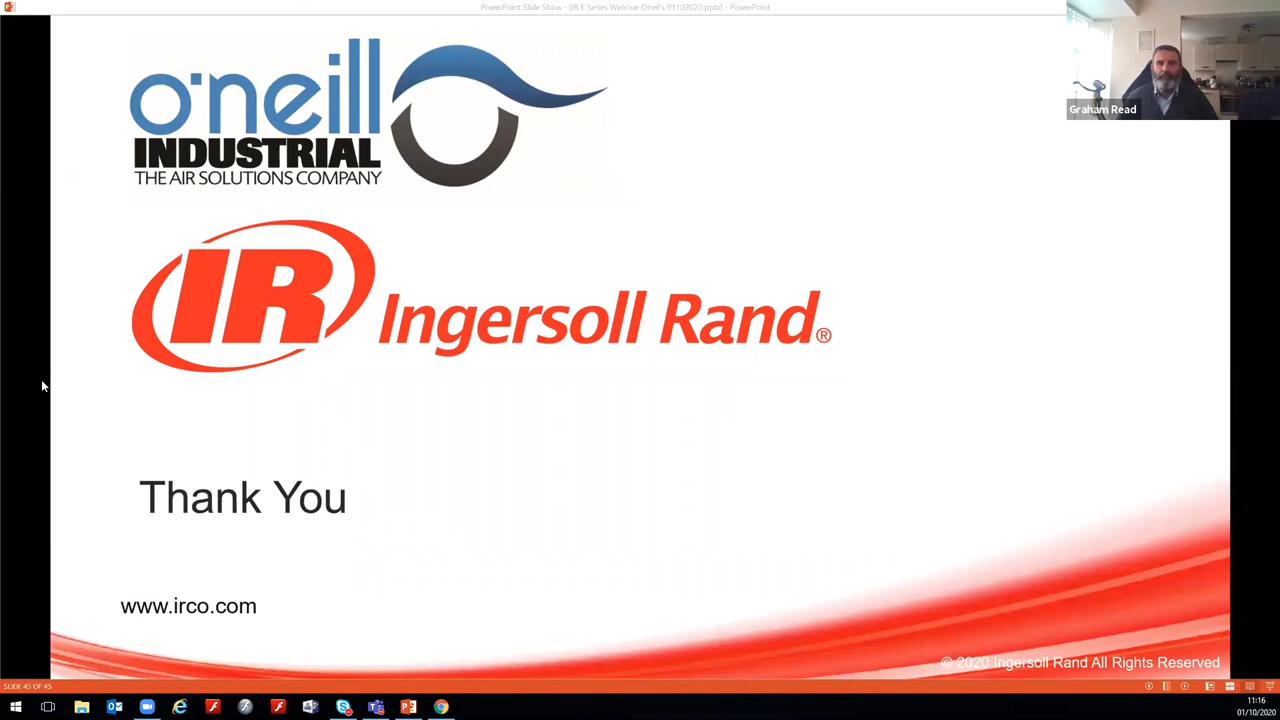 PowerPoint Slide Show - [IR E Series Webinar Oneil's 01102020.pptx] - PowerPoint
Graham Read
o'neill
INDUSTRIAL
THE AIR SOLUTIONS COMPANY
IR Ingersoll Rand®
Thank You
www.irco.com
© 2020 Ingersoll Rand All Rights Reserved
SLIDE 45 OF 45
11:16
01/10/2020